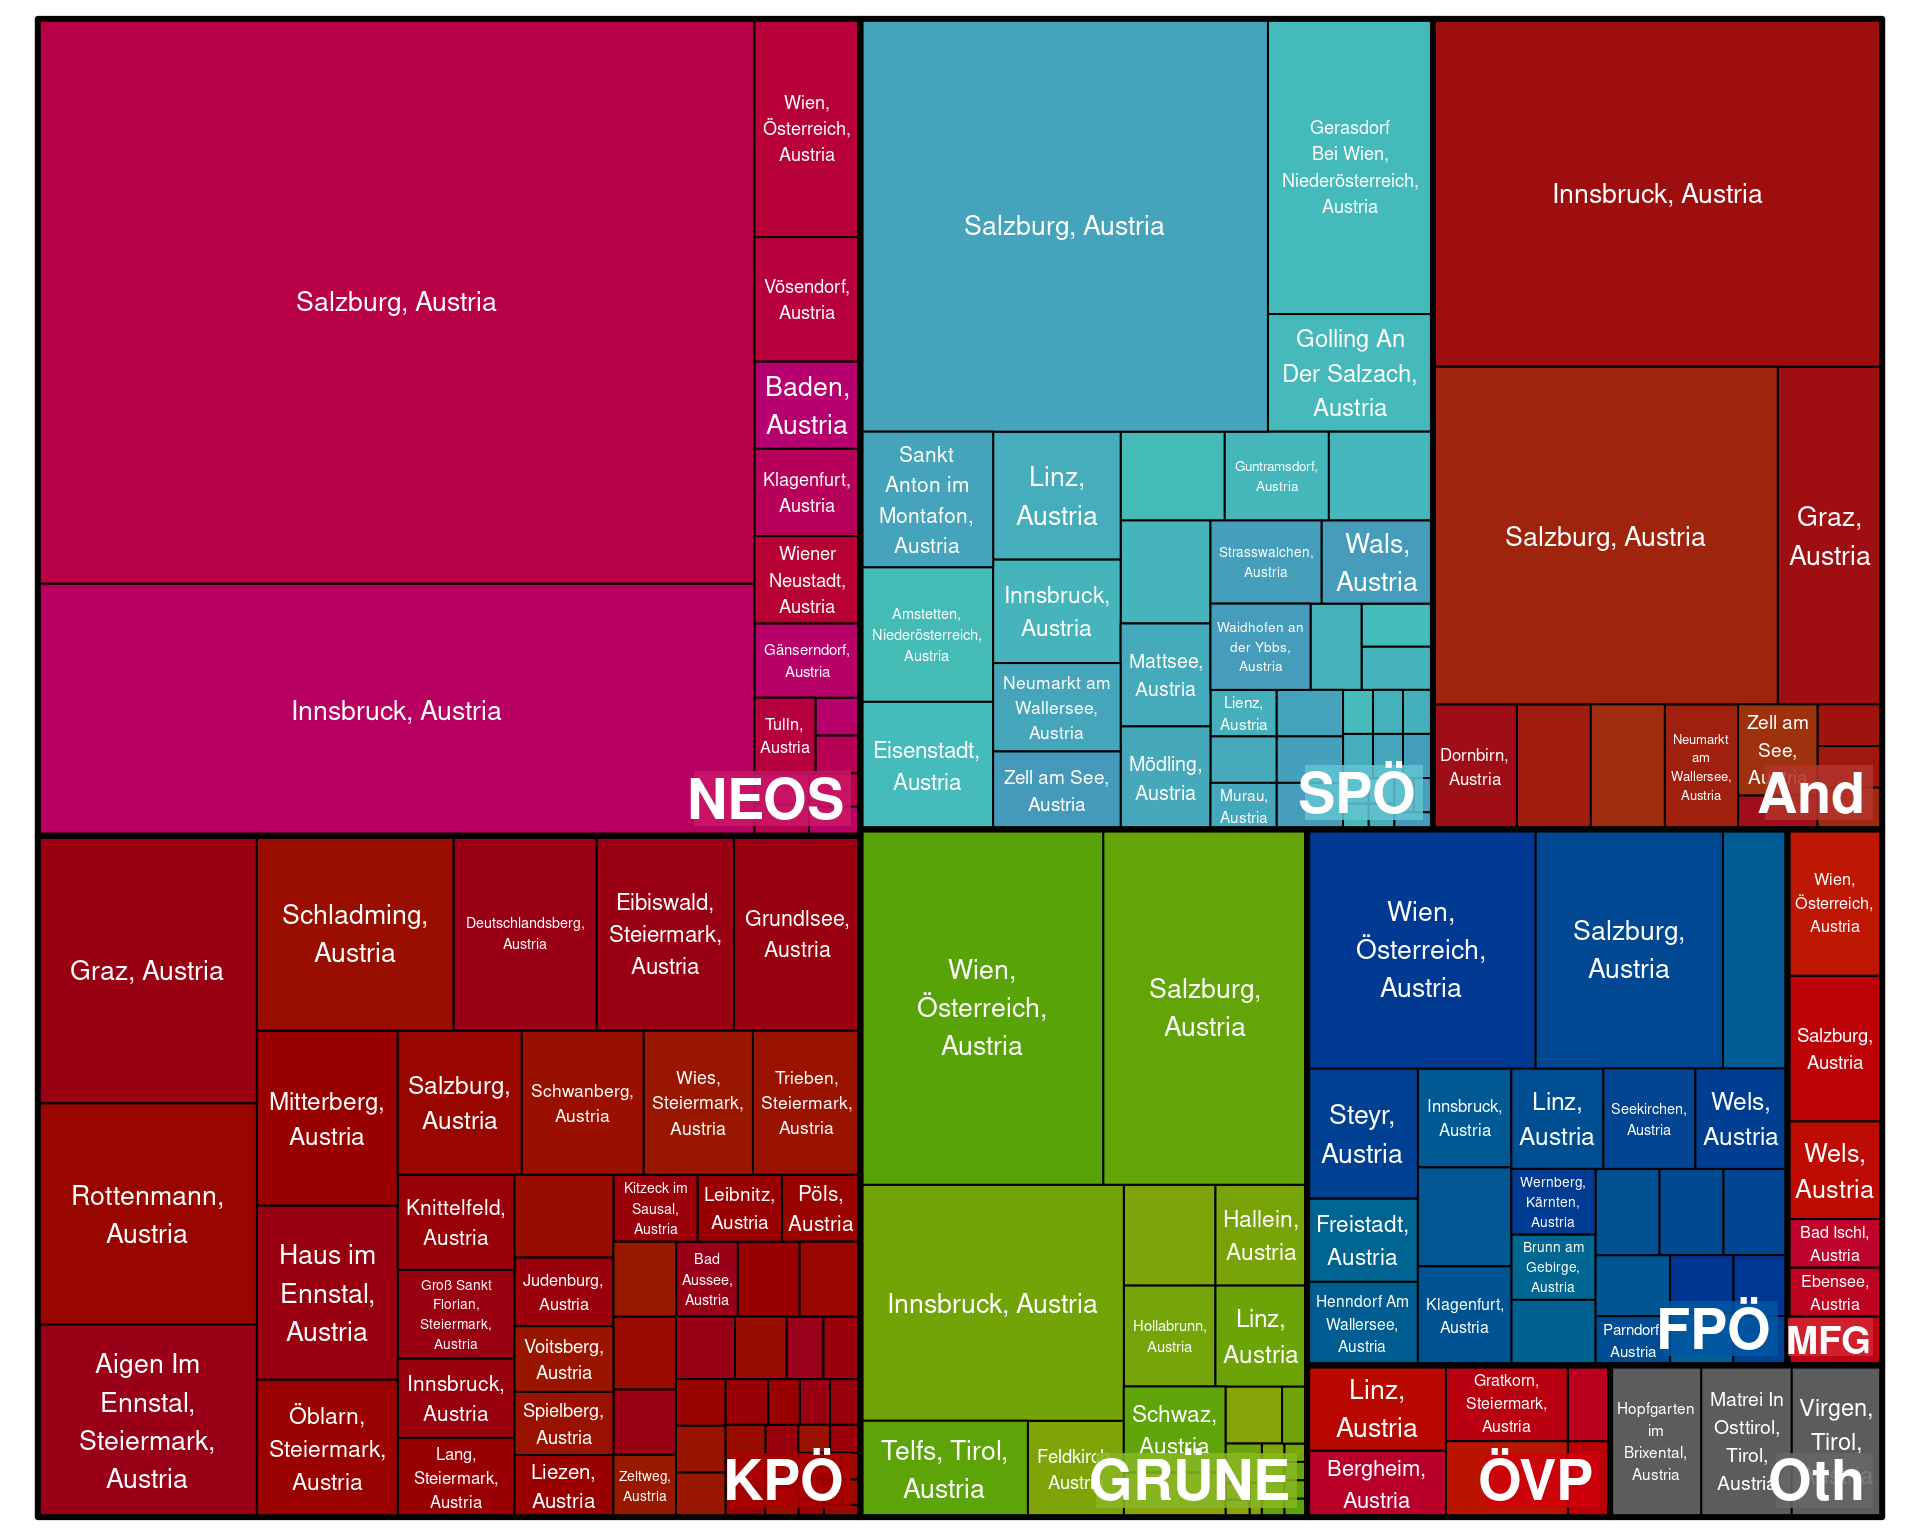 Salzburg, Austria
Innsbruck, Austria
Wien,
Österreich,
Austria
Vösendorf,
Austria
Baden,
Austria
Klagenfurt,
Austria
Wiener
Neustadt,
Austria
Gänserndorf,
Austria
Tulln,
Austria
NEOS
Salzburg, Austria
Gerasdorf
Bei Wien,
Niederösterreich,
Austria
Golling An
Der Salzach,
Austria
Sankt
Anton im
Montafon,
Austria
Amstetten,
Niederösterreich,
Austria
Eisenstadt,
Austria
Linz,
Austria
Innsbruck,
Austria
Neumarkt am
Wallersee,
Austria
Zell am See,
Austria
Guntramsdorf,
Austria
Strasswalchen,
Austria
Wals,
Austria
Mattsee,
Austria
Mödling,
Austria
Waidhofen an
der Ybbs,
Austria
Lienz,
Austria
Murau,
Austria
SPÖ
Innsbruck, Austria
Salzburg, Austria
Graz,
Austria
Dornbirn,
Austria
Neumarkt
am
Wallersee,
Austria
Zell am
See,
Austria
And
Graz, Austria
Rottenmann,
Austria
Aigen Im
Ennstal,
Steiermark,
Austria
Schladming,
Austria
Deutschlandsberg,
Austria
Eibiswald,
Steiermark,
Austria
Grundlsee,
Austria
Mitterberg,
Austria
Haus im
Ennstal,
Austria
Öblarn,
Steiermark,
Austria
Salzburg,
Austria
Schwanberg,
Austria
Wies,
Steiermark,
Austria
Trieben,
Steiermark,
Austria
Knittelfeld,
Austria
Groß Sankt
Florian,
Steiermark,
Austria
Innsbruck,
Austria
Lang,
Steiermark,
Austria
Judenburg,
Austria
Voitsberg,
Austria
Spielberg,
Austria
Liezen,
Austria
Kitzeck im
Sausal,
Austria
Leibnitz,
Austria
Pöls,
Austria
Bad
Aussee,
Austria
Zeltweg,
Austria
KPÖ
Wien,
Österreich,
Austria
Salzburg,
Austria
Innsbruck, Austria
Telfs, Tirol,
Austria
Feldkirch,
Austria
Hallein,
Austria
Hollabrunn,
Austria
Linz,
Austria
Schwaz,
Austria
GRÜNE
Wien,
Österreich,
Austria
Salzburg,
Austria
Steyr,
Austria
Freistadt,
Austria
Henndorf Am
Wallersee,
Austria
Innsbruck,
Austria
Klagenfurt,
Austria
Linz,
Austria
Seekirchen,
Austria
Wels,
Austria
Wernberg,
Kärnten,
Austria
Brunn am
Gebirge,
Austria
Parndorf,
Austria
FPÖ
Wien,
Österreich,
Austria
Salzburg,
Austria
Wels,
Austria
Bad Ischl,
Austria
Ebensee,
Austria
MFG
Linz,
Austria
Bergheim,
Austria
Gratkorn,
Steiermark,
Austria
ÖVP
Hopfgarten
im
Brixental,
Austria
Matrei In
Osttirol,
Tirol,
Austria
Virgen,
Tirol,
Austria
Oth